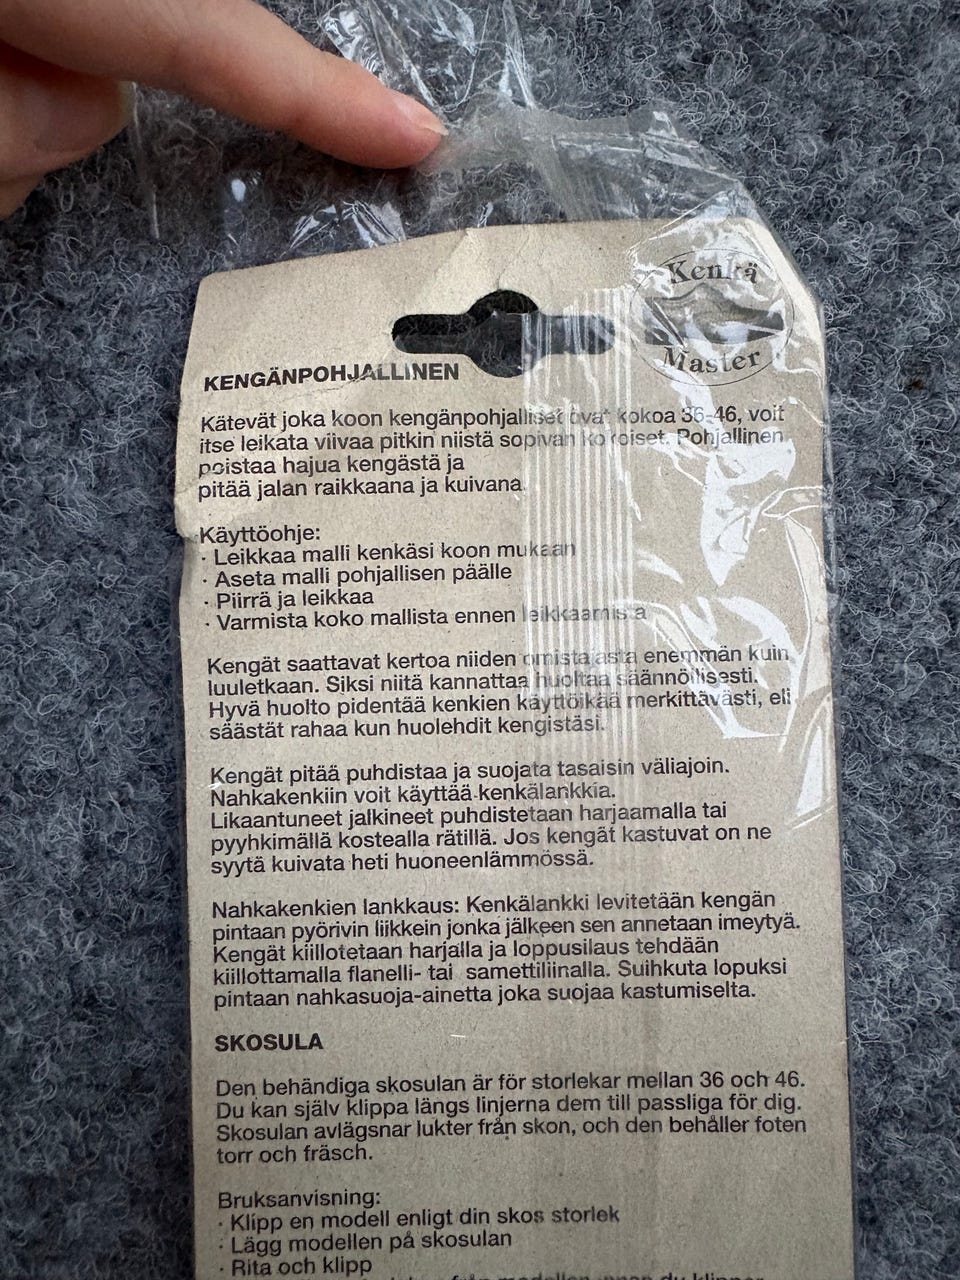 Kenkä
Master
KENGÄNPOHJALLINEN
Kätevät joka koon kengänpohjalliset ovat kokoa 36-46, voit
itse leikata viivaa pitkin niistä sopivan kokoiset. Pohjallinen
poistaa hajua kengästä ja
pitää jalan raikkaana ja kuivana.
Käyttöohje:
· Leikkaa malli kenkäsi koon mukaan
· Aseta malli pohjallisen päälle
· Piirrä ja leikkaa
· Varmista koko mallista ennen leikkaamista
Kengät saattavat kertoa niiden omistajasta enemmän kuin
luuletkaan. Siksi niitä kannattaa huoltaa säännöllisesti.
Hyvä huolto pidentää kenkien käyttöikää merkittävästi, eli
säästät rahaa kun huolehdit kengistäsi.
Kengät pitää puhdistaa ja suojata tasaisin väliajoin.
Nahkakenkiin voit käyttää kenkälankkia.
Likaantuneet jalkineet puhdistetaan harjaamalla tai
pyyhkimällä kostealla rätillä. Jos kengät kastuvat on ne
syytä kuivata heti huoneenlämmössä.
Nahkakenkien lankkaus: Kenkälankki levitetään kengän
pintaan pyörivin liikkein jonka jälkeen sen annetaan imeytyä.
Kengät kiillotetaan harjalla ja loppusilaus tehdään
kiillottamalla flanelli- tai samettiliinalla. Suihkuta lopuksi
pintaan nahkasuoja-ainetta joka suojaa kastumiselta.
SKOSULA
Den behändiga skosulan är för storlekar mellan 36 och 46.
Du kan själv klippa längs linjerna dem till passliga för dig.
Skosulan avlägsnar lukter från skon, och den behåller foten
torr och fräsch.
Bruksanvisning:
· Klipp en modell enligt din skos storlek
· Lägg modellen på skosulan
· Rita och klipp
från modellen innan du klipper